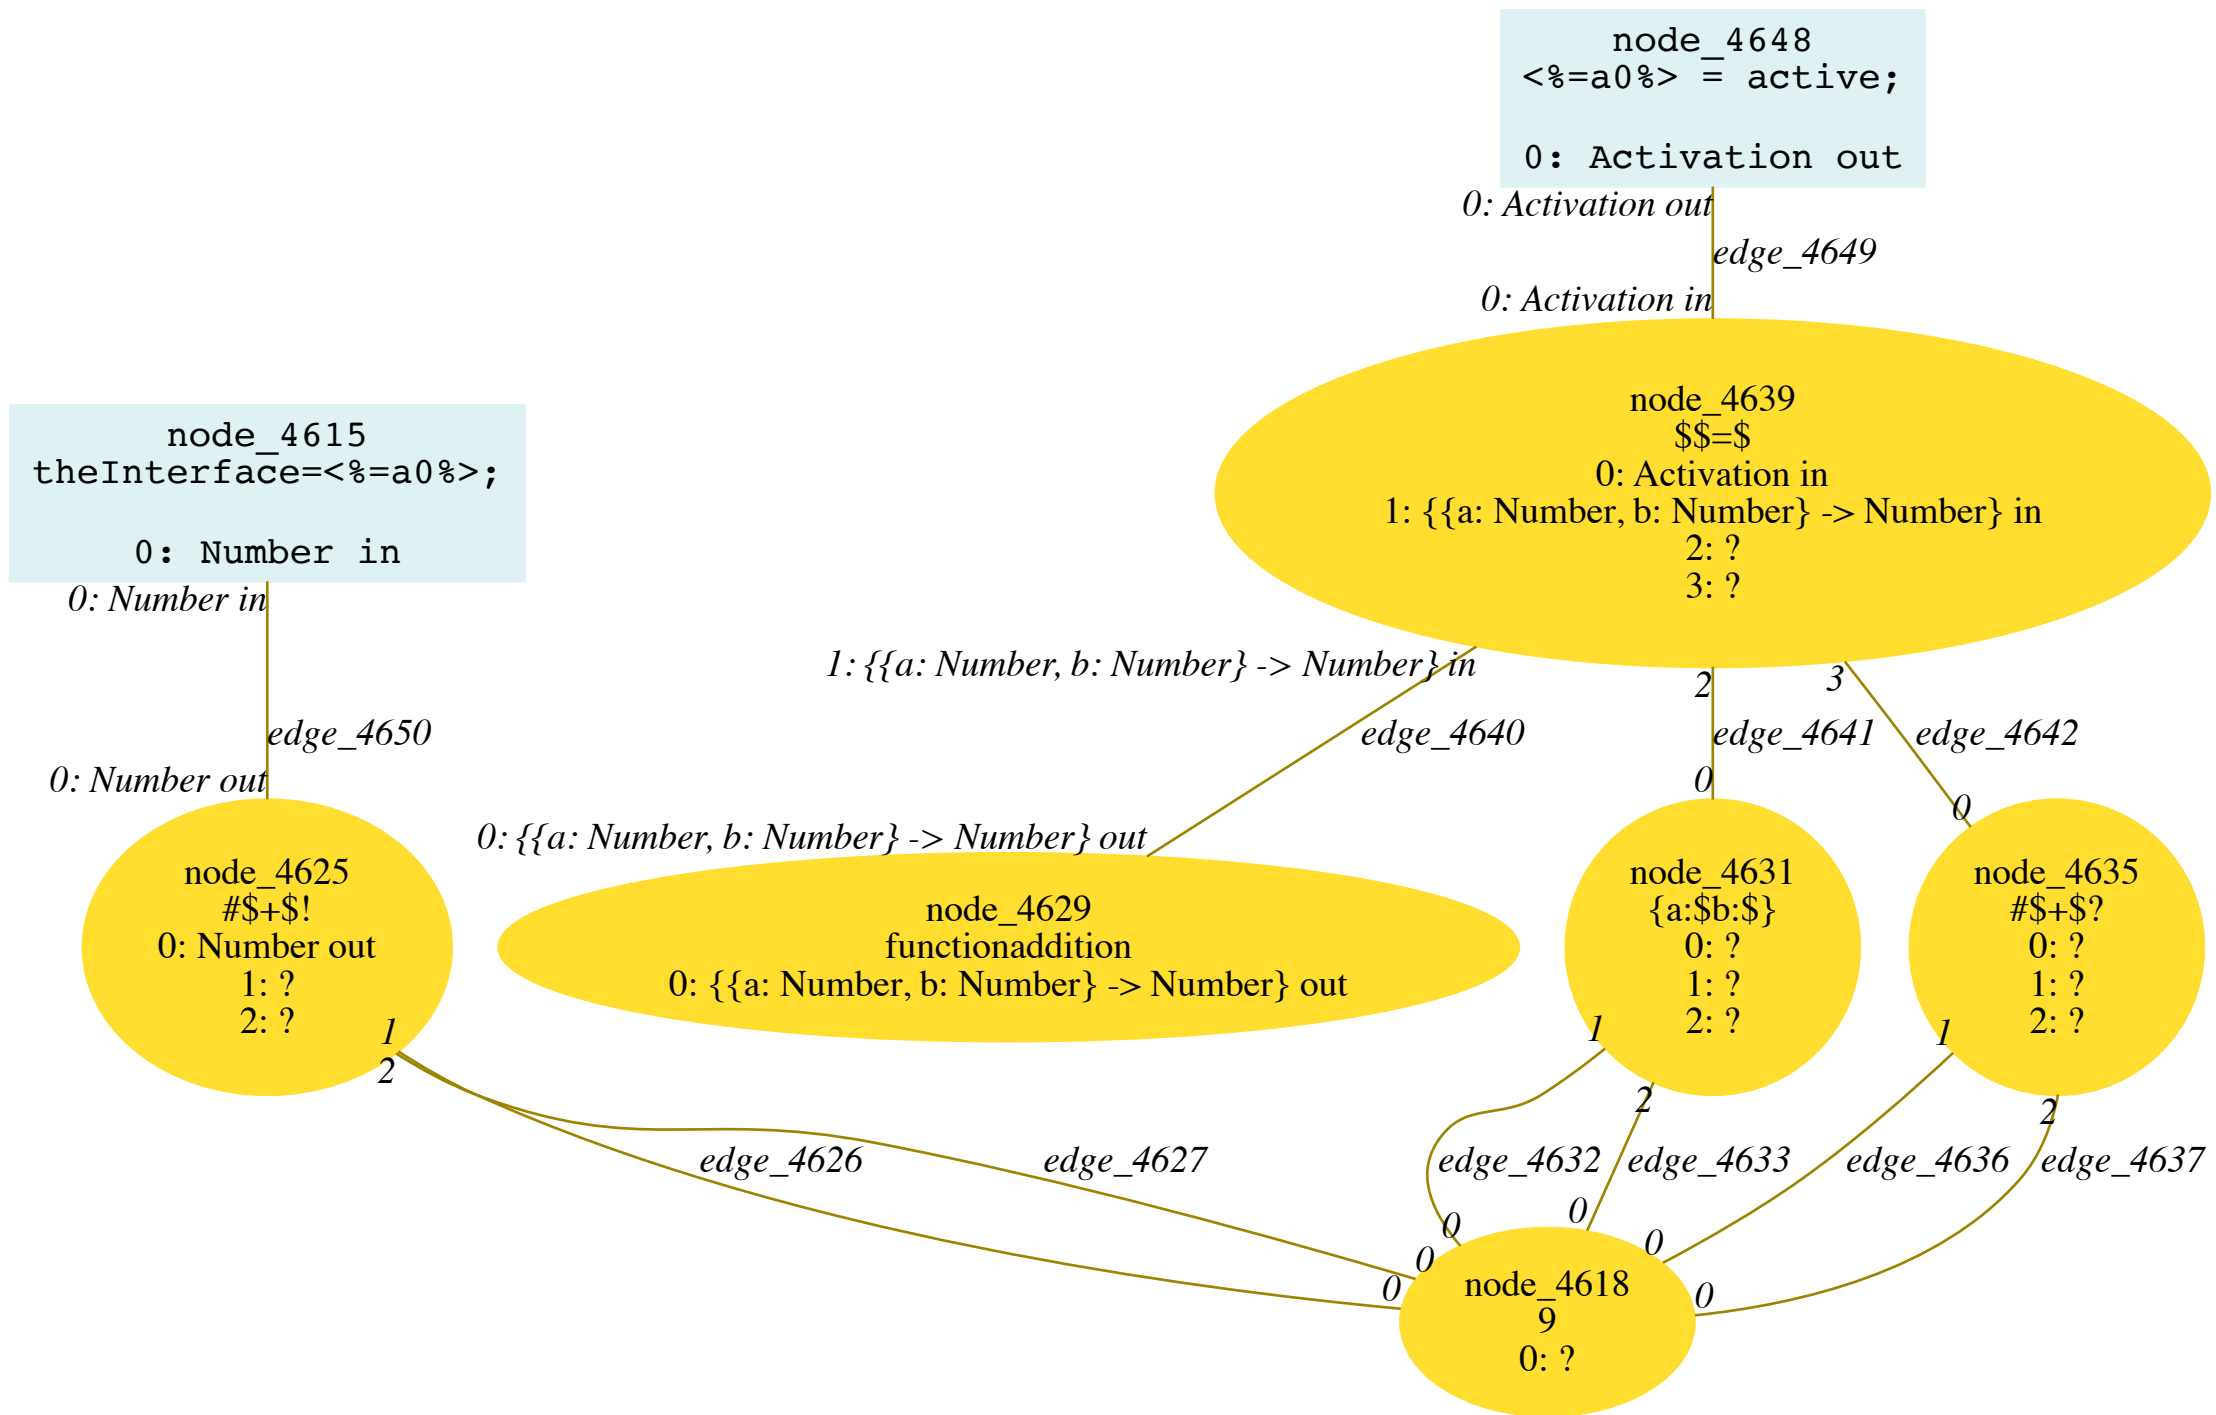 node_4648
<%=a0%> = active;
0: Activation out
0: Activation out
edge_4649
0: Activation in
node_4639
$$=$
0: Activation in
1: {{a: Number, b: Number} -> Number} in
2: ?
3: ?
node_4615
theInterface=<%=a0%>;
0: Number in
0: Number in
edge_4650
0: Number out
1: {{a: Number, b: Number} -> Number} in
edge_4640
0: {{a: Number, b: Number} -> Number} out
2
edge_4641
0
3
edge_4642
0
node_4625
#$+$!
0: Number out
1: ?
2: ?
node_4629
functionaddition
0: {{a: Number, b: Number} -> Number} out
node_4631
{a:$b:$}
0: ?
1: ?
2: ?
node_4635
#$+$?
0: ?
1: ?
2: ?
1
2
1
2
1
2
edge_4626
edge_4627
edge_4632
edge_4633
edge_4636
edge_4637
0
0
0
0
0
0
node_4618
9
0: ?